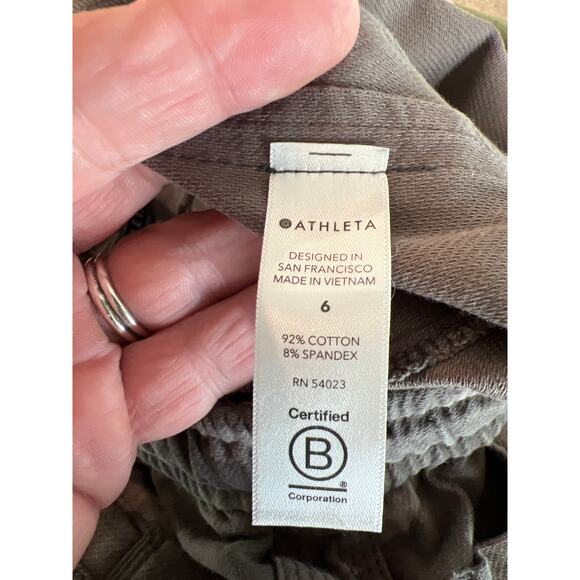 ATHLETA
DESIGNED IN
SAN FRANCISCO
MADE IN VIETNAM
6
92% COTTON
8% SPANDEX
RN 54023
Certified
B
®
Corporation